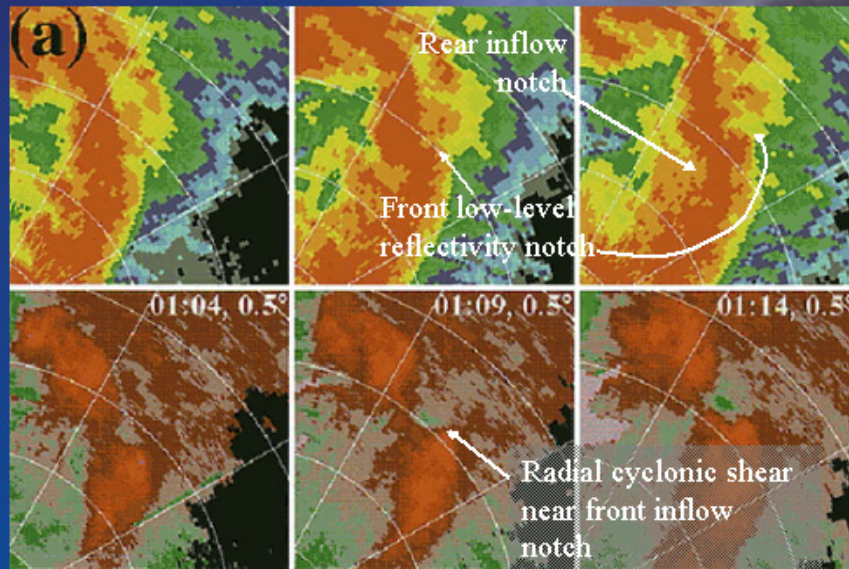 (a)
Rear inflow
notch
Front low-level
reflectivity notch
01:04, 0.5°
01:09, 0.5°
01:14, 0.5°
Radial cyclonic shear
near front inflow
notch